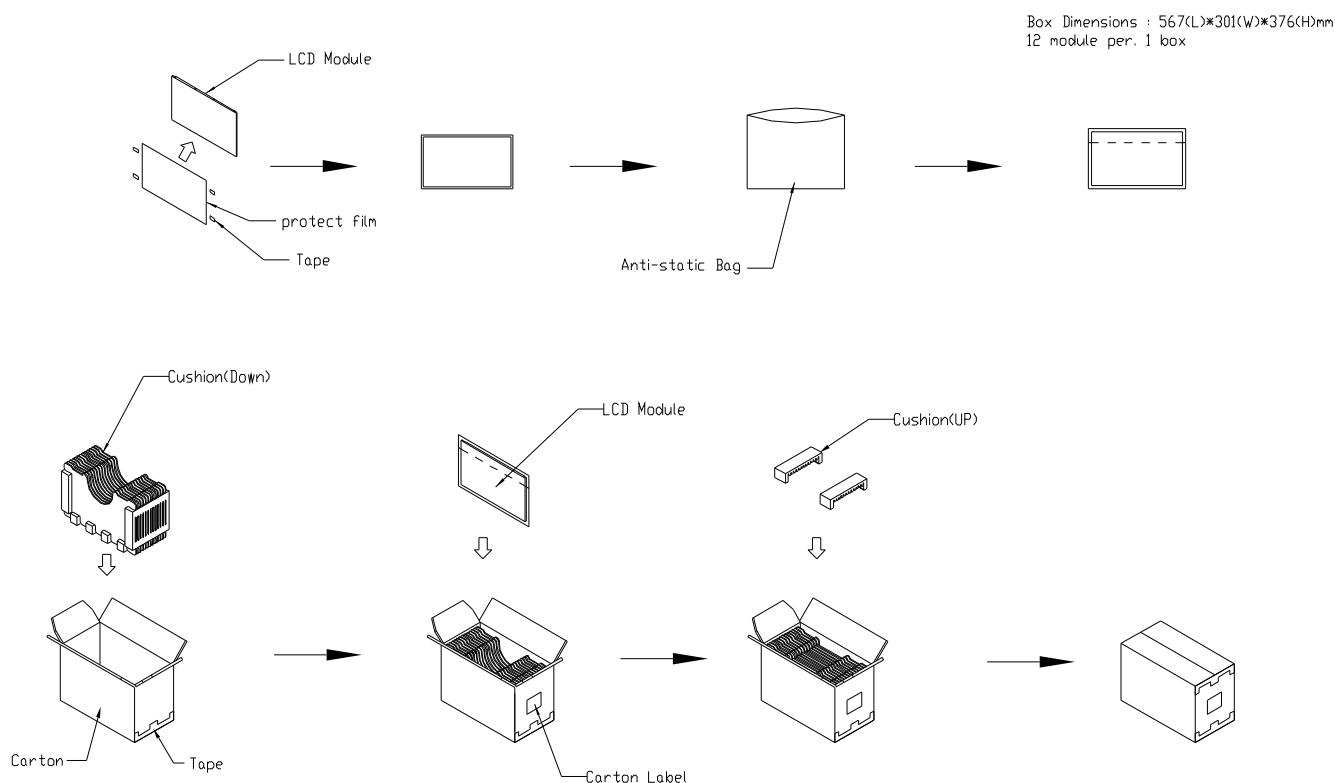 Box Dimensions : 567(L)*301(W)*376(H)mm
12 module per. 1 box
LCD Module
protect film
Tape
Anti-static Bag
Cushion(Down)
LCD Module
Cushion(UP)
Carton
Tape
Carton Label